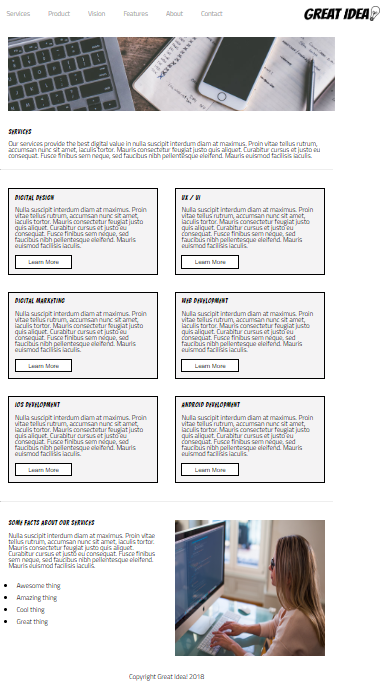 Services Product Vision Features About Contact GREAT IDEA!
SERVICES
Our services provide the best digital value in nulla suscipit interdum diam at maximus. Proin vitae tellus rutrum,
accumsan nunc sit amet, iaculis tortor. Mauris consectetur feugiat justo quis aliquet. Curabitur cursus et justo eu
consequat. Fusce finibus sem neque, sed faucibus nibh pellentesque eleifend. Mauris euismod facilisis iaculis.
DIGITAL DESIGN
Nulla suscipit interdum diam at maximus. Proin
vitae tellus rutrum, accumsan nunc sit amet,
iaculis tortor. Mauris consectetur feugiat justo
quis aliquet. Curabitur cursus et justo eu
consequat. Fusce finibus sem neque, sed
faucibus nibh pellentesque eleifend. Mauris
euismod facilisis iaculis.
Learn More
UX / UI
Nulla suscipit interdum diam at maximus. Proin
vitae tellus rutrum, accumsan nunc sit amet,
iaculis tortor. Mauris consectetur feugiat justo
quis aliquet. Curabitur cursus et justo eu
consequat. Fusce finibus sem neque, sed
faucibus nibh pellentesque eleifend. Mauris
euismod facilisis iaculis.
Learn More
DIGITAL MARKETING
Nulla suscipit interdum diam at maximus. Proin
vitae tellus rutrum, accumsan nunc sit amet,
iaculis tortor. Mauris consectetur feugiat justo
quis aliquet. Curabitur cursus et justo eu
consequat. Fusce finibus sem neque, sed
faucibus nibh pellentesque eleifend. Mauris
euismod facilisis iaculis.
Learn More
WEB DEVELOPMENT
Nulla suscipit interdum diam at maximus. Proin
vitae tellus rutrum, accumsan nunc sit amet,
iaculis tortor. Mauris consectetur feugiat justo
quis aliquet. Curabitur cursus et justo eu
consequat. Fusce finibus sem neque, sed
faucibus nibh pellentesque eleifend. Mauris
euismod facilisis iaculis.
Learn More
IOS DEVELOPMENT
Nulla suscipit interdum diam at maximus. Proin
vitae tellus rutrum, accumsan nunc sit amet,
iaculis tortor. Mauris consectetur feugiat justo
quis aliquet. Curabitur cursus et justo eu
consequat. Fusce finibus sem neque, sed
faucibus nibh pellentesque eleifend. Mauris
euismod facilisis iaculis.
Learn More
ANDROID DEVELOPMENT
Nulla suscipit interdum diam at maximus. Proin
vitae tellus rutrum, accumsan nunc sit amet,
iaculis tortor. Mauris consectetur feugiat justo
quis aliquet. Curabitur cursus et justo eu
consequat. Fusce finibus sem neque, sed
faucibus nibh pellentesque eleifend. Mauris
euismod facilisis iaculis.
Learn More
SOME FACTS ABOUT OUR SERVICES
Nulla suscipit interdum diam at maximus. Proin vitae
tellus rutrum, accumsan nunc sit amet, iaculis
tortor. Mauris consectetur feugiat justo quis aliquet.
Curabitur cursus et justo eu consequat. Fusce finibus
sem neque, sed faucibus nibh pellentesque eleifend.
Mauris euismod facilisis iaculis.
Awesome thing
Amazing thing
Cool thing
Great thing
Copyright Great Idea! 2018